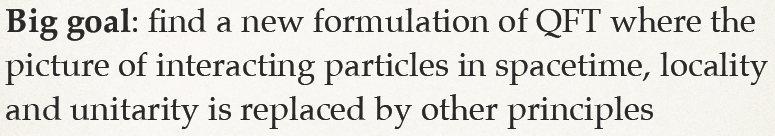 Big goal: find a new formulation of QFT where the
picture of interacting particles in spacetime, locality
and unitarity is replaced by other principles